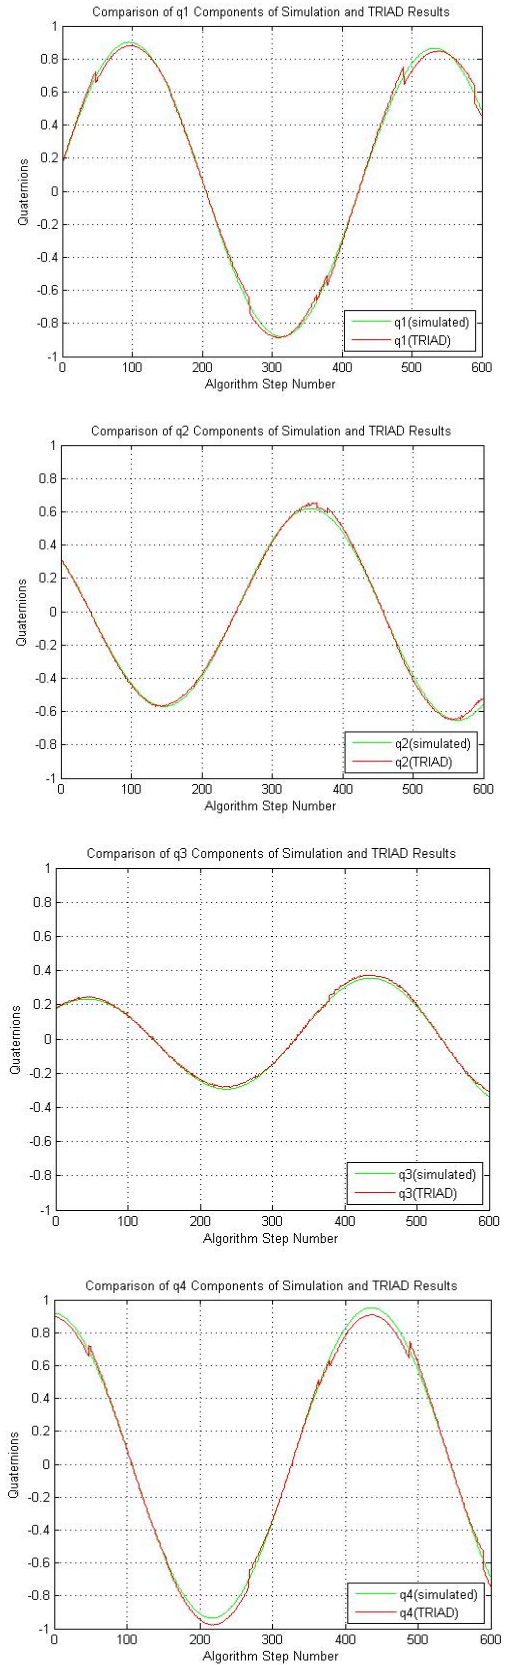 Comparison of q1 Components of Simulation and TRIAD Results
1
0.8
0.6
0.4
0.2
0
-0.2
-0.4
-0.6
-0.8
-1
Quaternions
q1(simulated)
q1(TRIAD)
0 100 200 300 400 500 600
Algorithm Step Number
Comparison of q2 Components of Simulation and TRIAD Results
1
0.8
0.6
0.4
0.2
0
-0.2
-0.4
-0.6
-0.8
-1
Quaternions
q2(simulated)
q2(TRIAD)
0 100 200 300 400 500 600
Algorithm Step Number
Comparison of q3 Components of Simulation and TRIAD Results
1
0.8
0.6
0.4
0.2
0
-0.2
-0.4
-0.6
-0.8
-1
Quaternions
q3(simulated)
q3(TRIAD)
0 100 200 300 400 500 600
Algorithm Step Number
Comparison of q4 Components of Simulation and TRIAD Results
1
0.8
0.6
0.4
0.2
0
-0.2
-0.4
-0.6
-0.8
-1
Quaternions
q4(simulated)
q4(TRIAD)
0 100 200 300 400 500 600
Algorithm Step Number